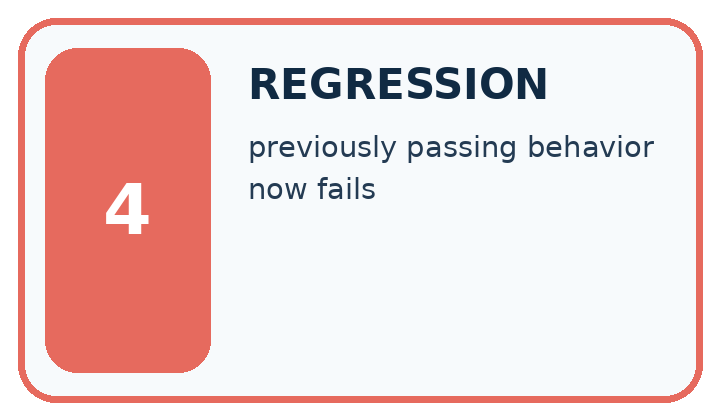 4
REGRESSION
previously passing behavior
now fails